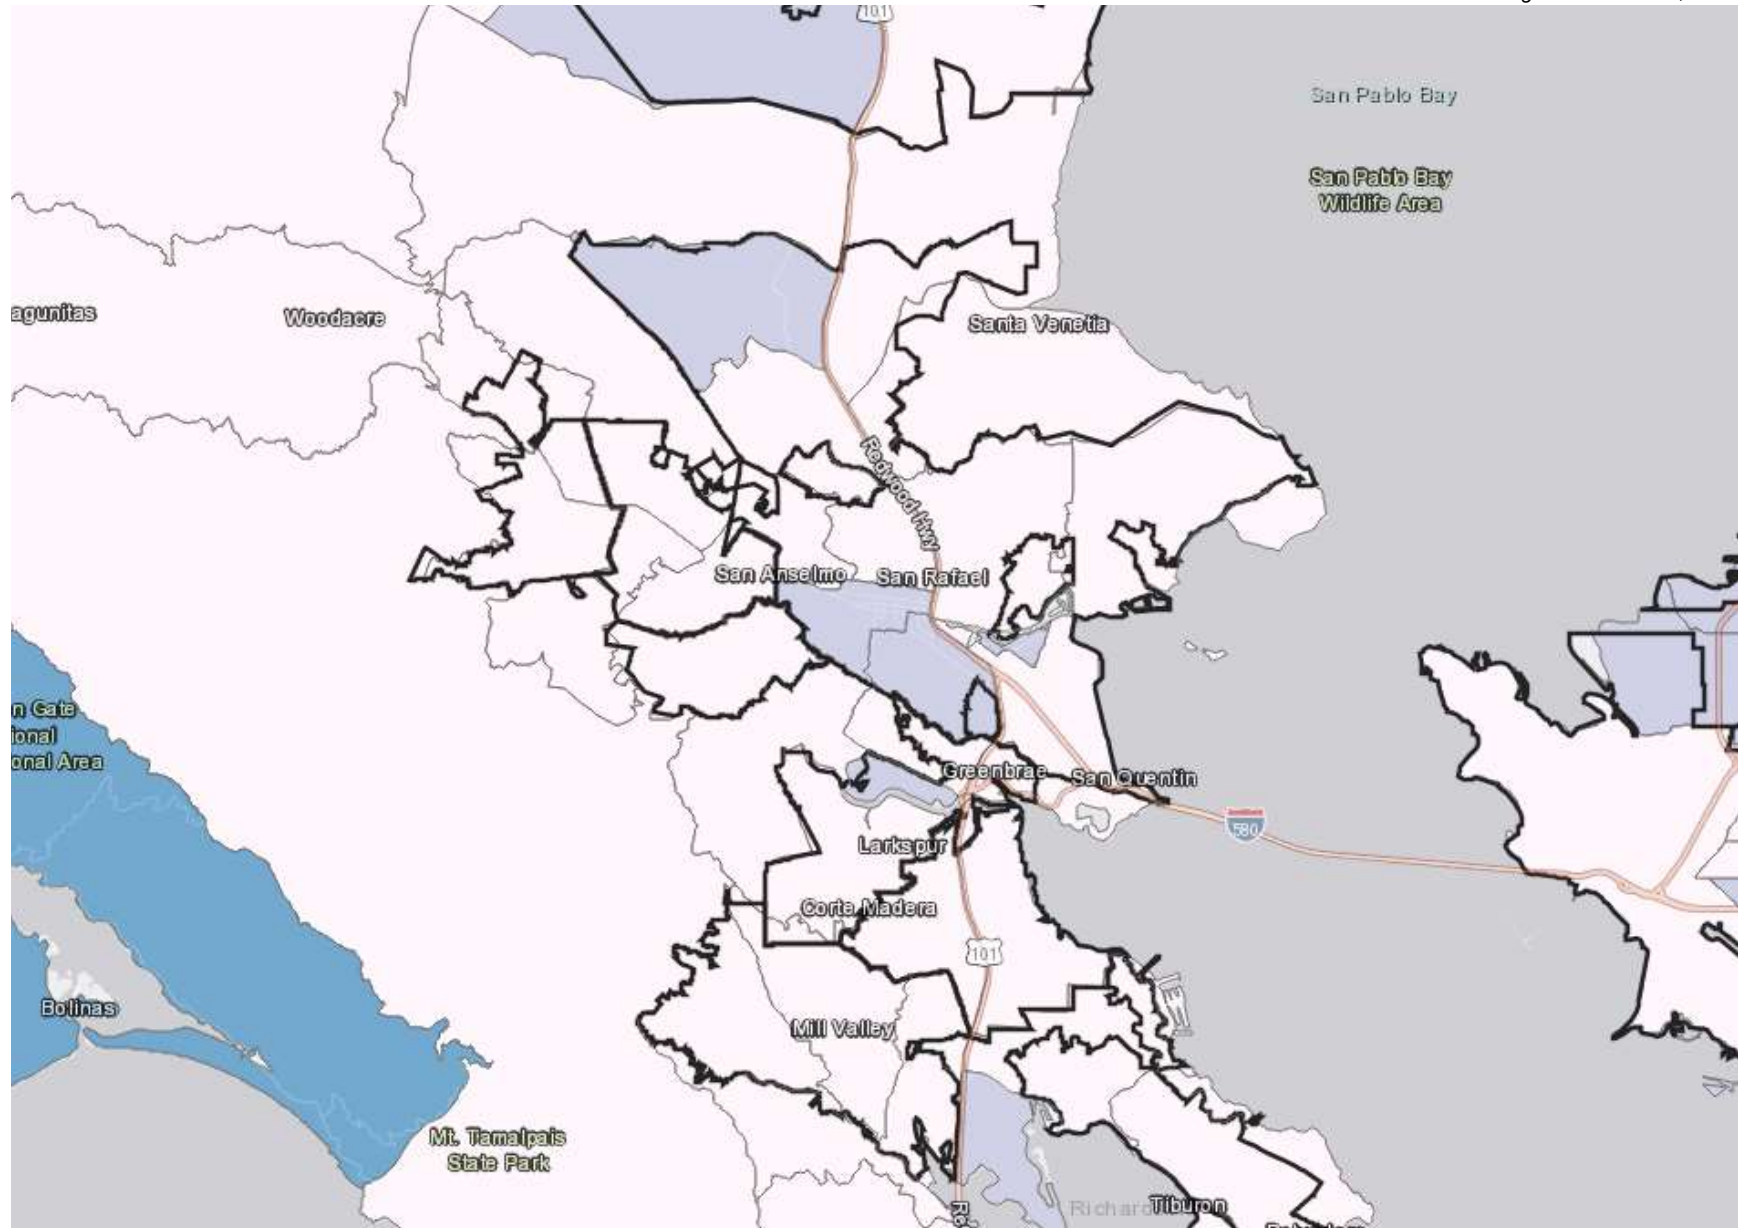 101
San Pablo Bay
San Pablo Bay
Wildlife Area
agunitas
Woodacre
Santa Venetia
Redwood Hwy
San Anselmo
San Rafael
n Gate
ional
onal Area
Greenbrae
San Quentin
580
Larkspur
Corte Madera
101
Bolinas
Mill Valley
Mt. Tamalpais
State Park
Tiburon
Richard
Re